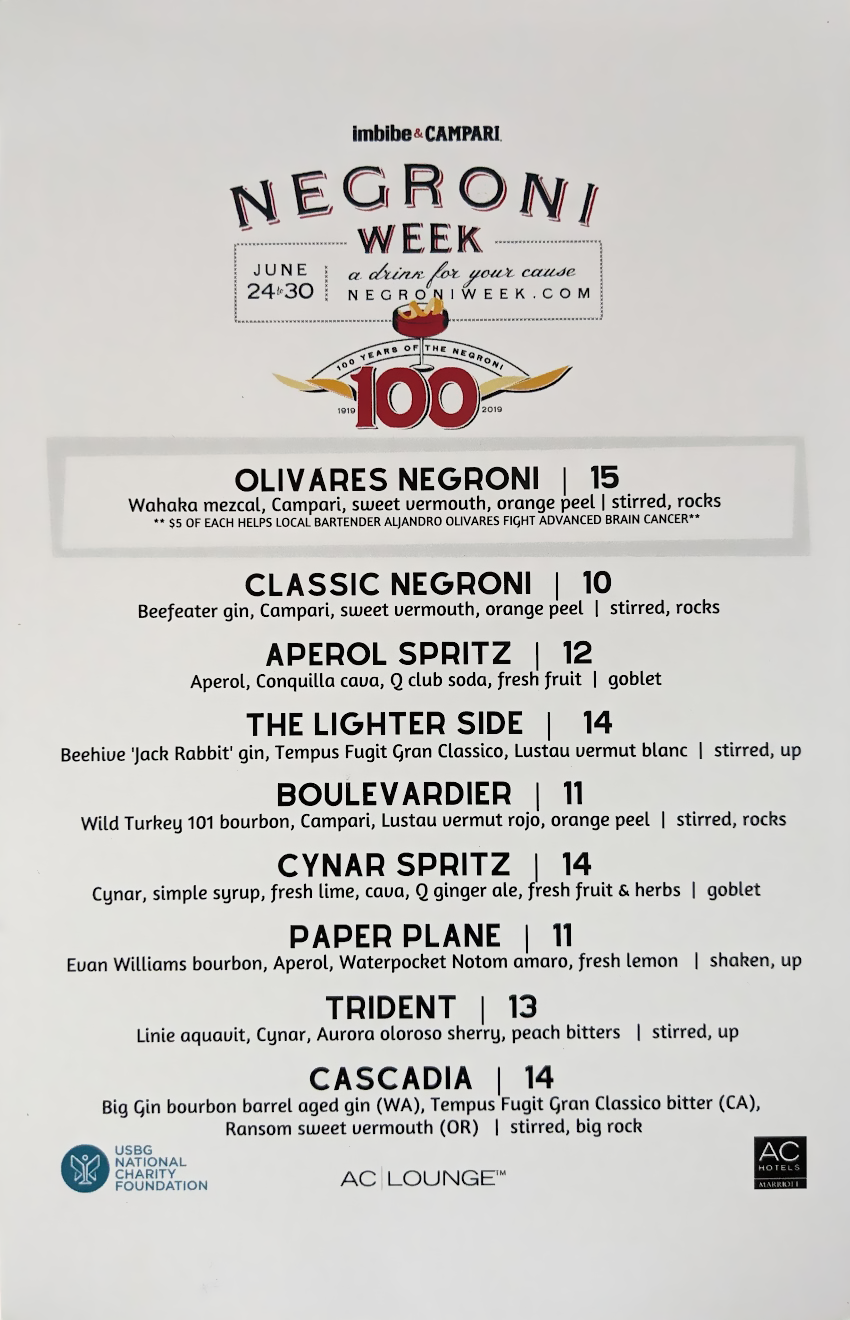 imbibe & CAMPARI
NEGRONI
WEEK
JUNE
24 to 30
a drink for your cause
NEGRONIWEEK.COM
100 YEARS OF THE NEGRONI
1919 100 2019
OLIVARES NEGRONI | 15
Wahaka mezcal, Campari, sweet vermouth, orange peel | stirred, rocks
** $5 OF EACH HELPS LOCAL BARTENDER ALJANDRO OLIVARES FIGHT ADVANCED BRAIN CANCER**
CLASSIC NEGRONI | 10
Beefeater gin, Campari, sweet vermouth, orange peel | stirred, rocks
APEROL SPRITZ | 12
Aperol, Conquilla cava, Q club soda, fresh fruit | goblet
THE LIGHTER SIDE | 14
Beehive 'Jack Rabbit' gin, Tempus Fugit Gran Classico, Lustau vermut blanc | stirred, up
BOULEVARDIER | 11
Wild Turkey 101 bourbon, Campari, Lustau vermut rojo, orange peel | stirred, rocks
CYNAR SPRITZ | 14
Cynar, simple syrup, fresh lime, cava, Q ginger ale, fresh fruit & herbs | goblet
PAPER PLANE | 11
Evan Williams bourbon, Aperol, Waterpocket Notom amaro, fresh lemon | shaken, up
TRIDENT | 13
Linie aquavit, Cynar, Aurora oloroso sherry, peach bitters | stirred, up
CASCADIA | 14
Big Gin bourbon barrel aged gin (WA), Tempus Fugit Gran Classico bitter (CA),
Ransom sweet vermouth (OR) | stirred, big rock
USBG
NATIONAL
CHARITY
FOUNDATION
AC LOUNGE™
AC
HOTELS
MARRIOTT